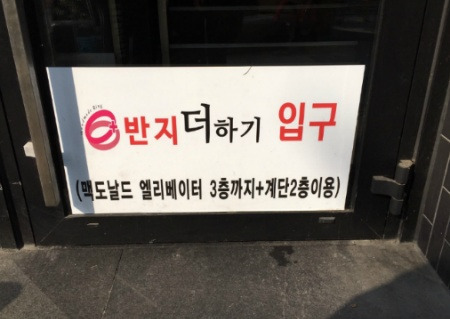 반지더하기 입구
(맥도날드 엘리베이터 3층까지+계단2층이용)